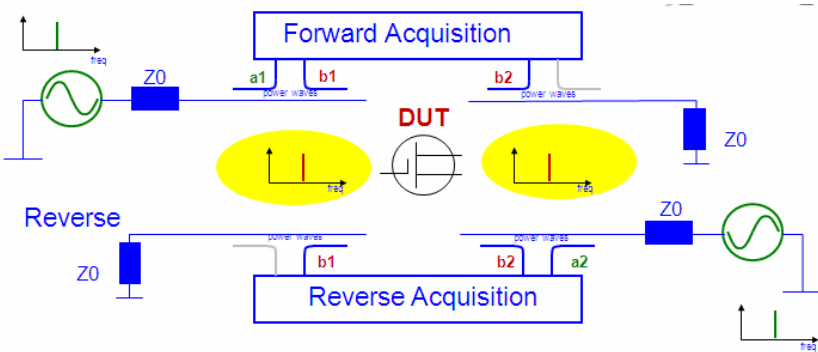 Forward Acquisition
freq
Z0
a1
b1
b2
power waves
power waves
DUT
Z0
freq
freq
Reverse
Z0
power waves
power waves
Z0
b1
b2
a2
Reverse Acquisition
freq